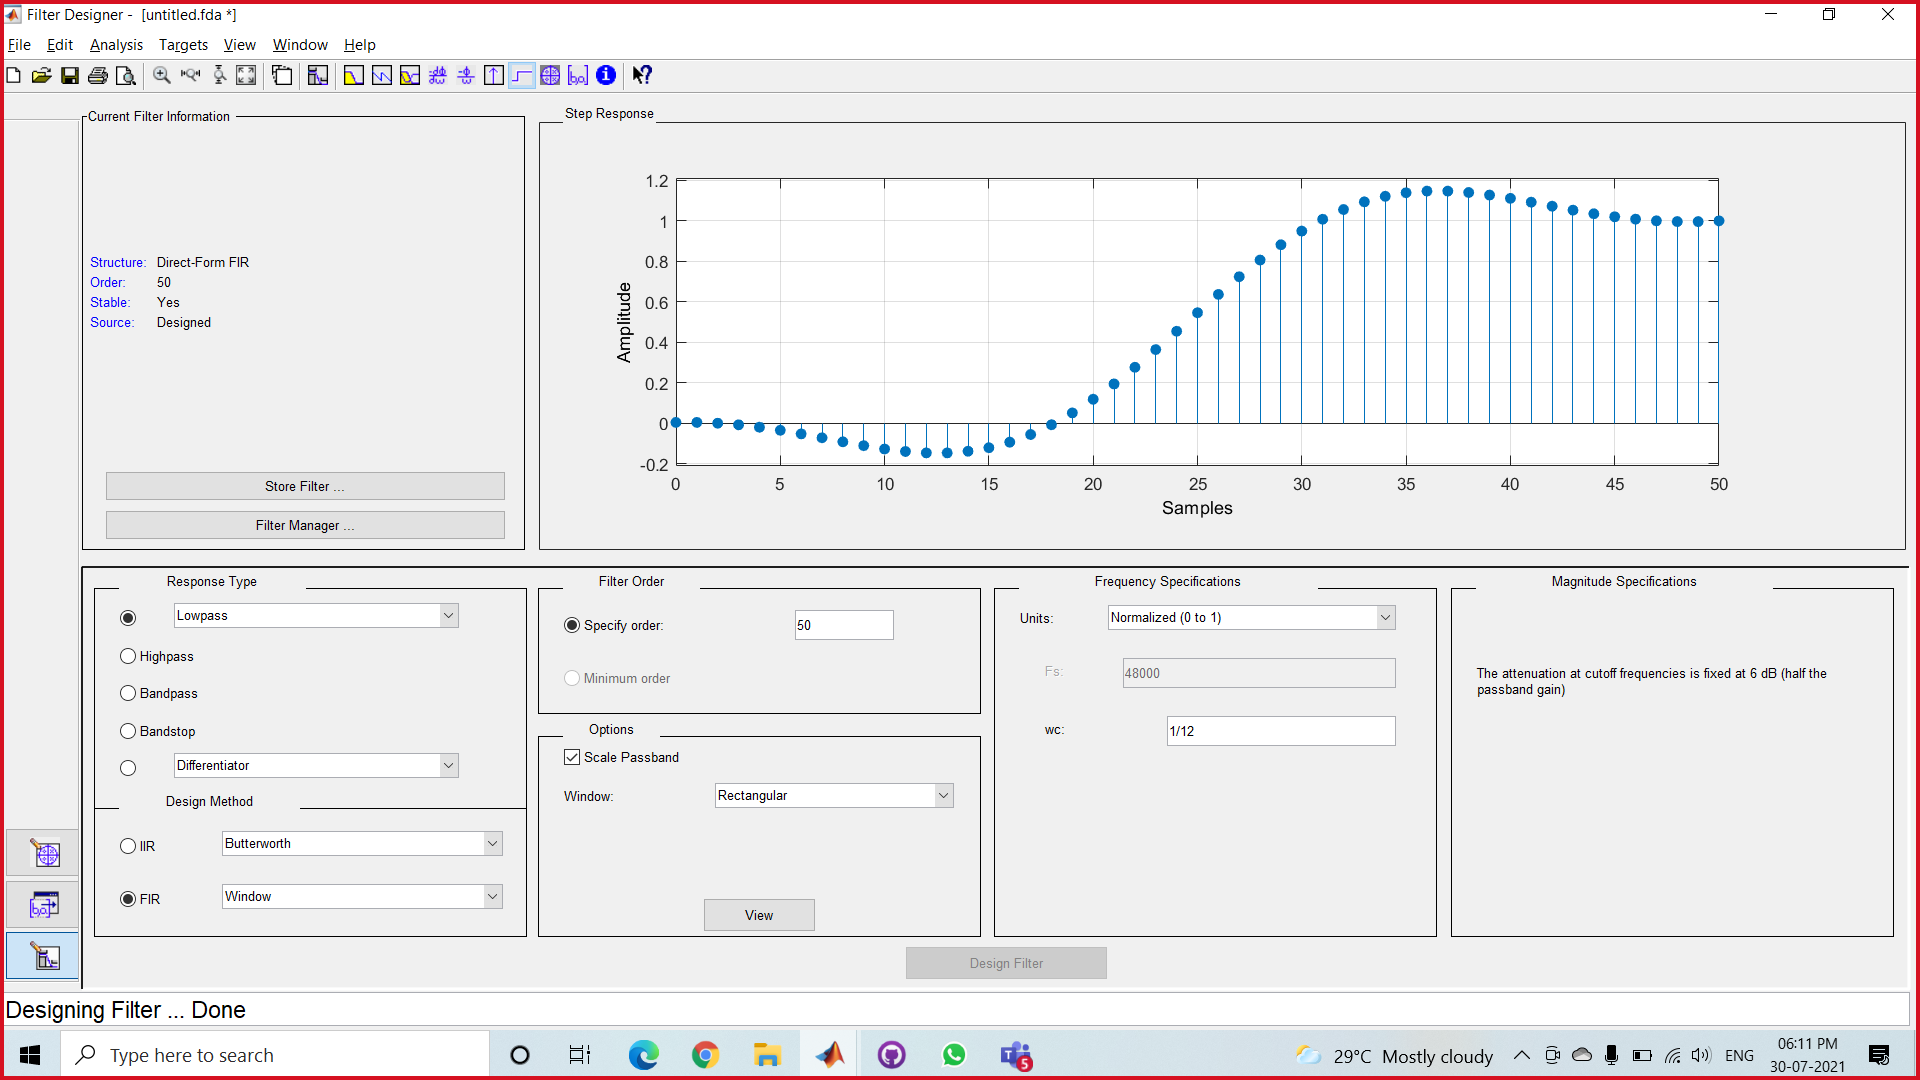 Filter Designer - [untitled.fda *]
File Edit Analysis Targets View Window Help
Current Filter Information
Structure: Direct-Form FIR
Order: 50
Stable: Yes
Source: Designed
Store Filter ...
Filter Manager ...
Step Response
1.2
1
0.8
0.6
0.4
0.2
0
-0.2
Amplitude
0 5 10 15 20 25 30 35 40 45 50
Samples
Response Type
Lowpass
Highpass
Bandpass
Bandstop
Differentiator
Design Method
IIR Butterworth
FIR Window
Filter Order
Specify order: 50
Minimum order
Options
Scale Passband
Window: Rectangular
View
Frequency Specifications
Units: Normalized (0 to 1)
Fs: 48000
wc: 1/12
Magnitude Specifications
The attenuation at cutoff frequencies is fixed at 6 dB (half the
passband gain)
Design Filter
Designing Filter ... Done
Type here to search
5
29°C Mostly cloudy
ENG
06:11 PM
30-07-2021